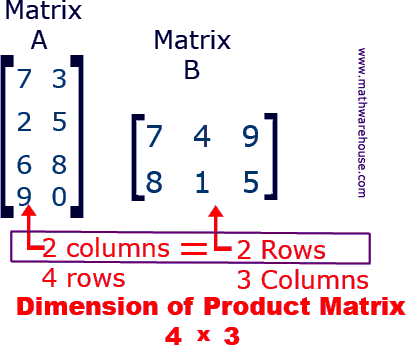 Matrix
A
7 3
2 5
6 8
9 0
Matrix
B
7 4 9
8 1 5
www.mathwarehouse.com
2 columns = 2 Rows
4 rows 3 Columns
Dimension of Product Matrix
4 x 3